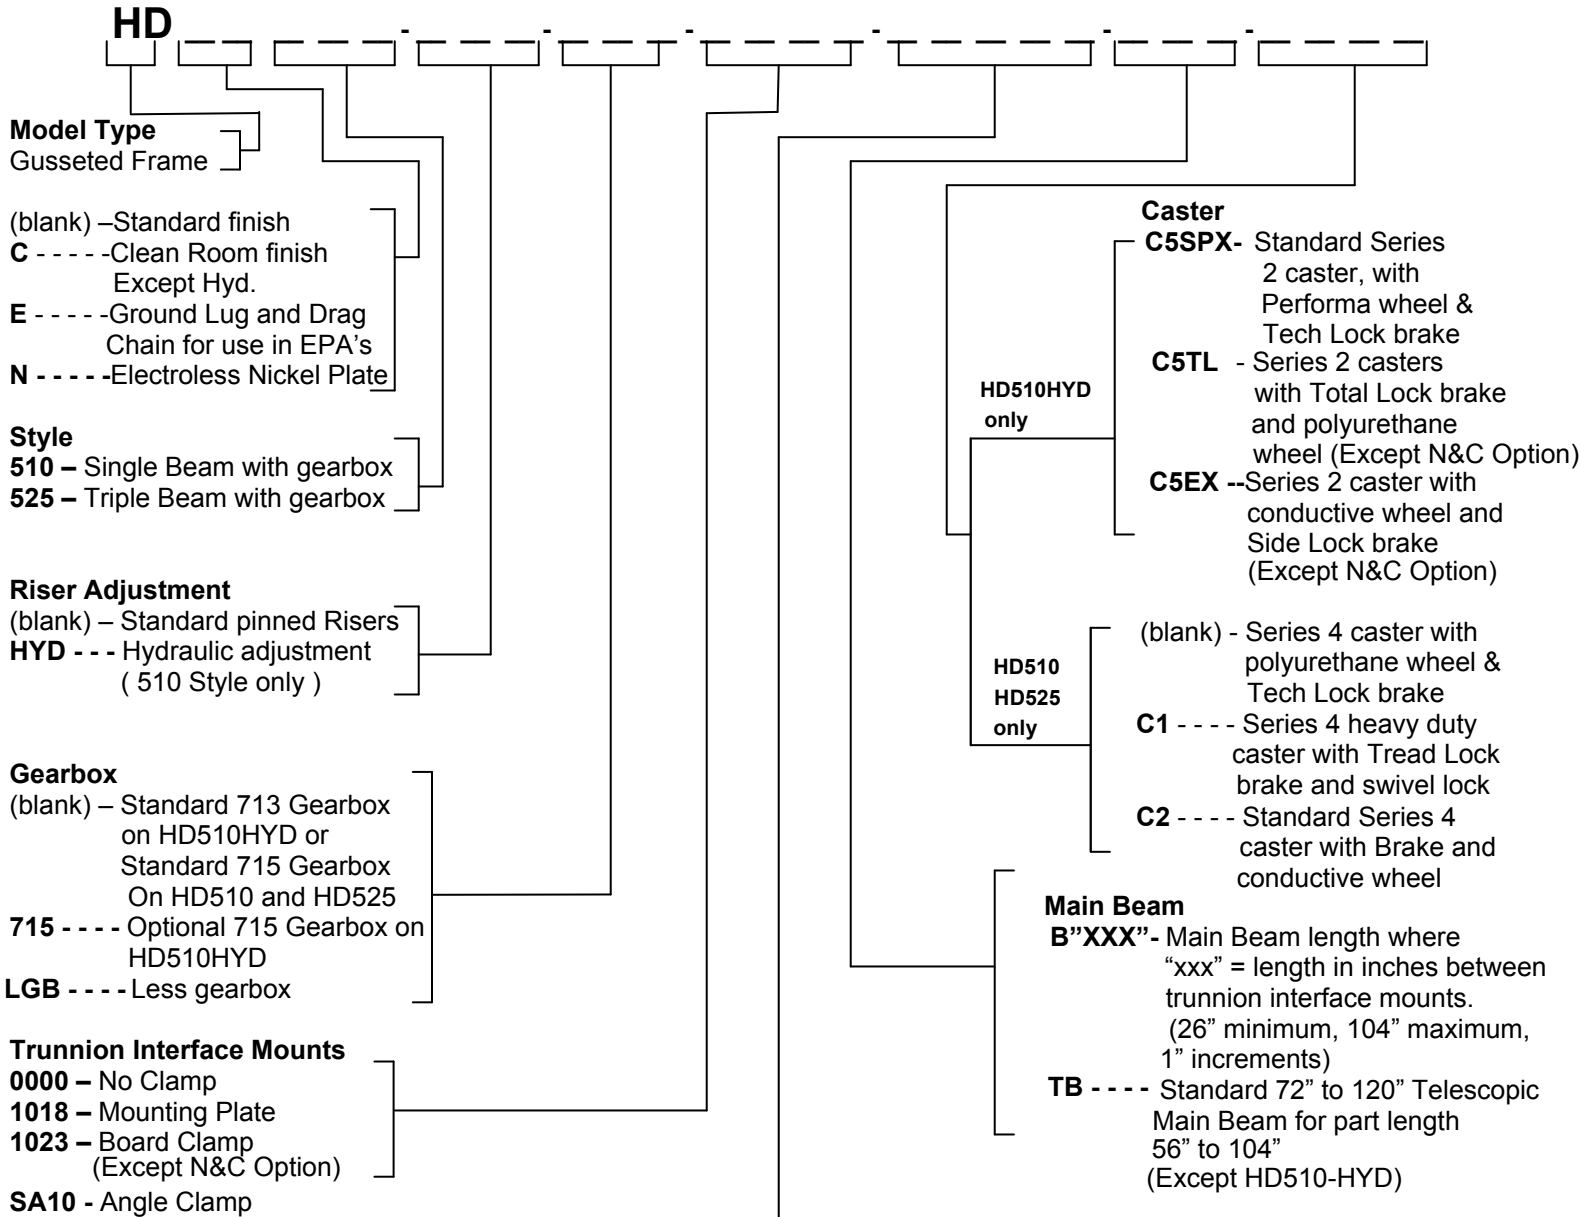 HD__ ___-___-___-____-_____-___-____
Model Type
Gusseted Frame
(blank) –Standard finish
C - - - - -Clean Room finish
Except Hyd.
E - - - - -Ground Lug and Drag
Chain for use in EPA’s
N - - - - -Electroless Nickel Plate
Style
510 – Single Beam with gearbox
525 – Triple Beam with gearbox
Riser Adjustment
(blank) – Standard pinned Risers
HYD - - - Hydraulic adjustment
( 510 Style only )
Gearbox
(blank) – Standard 713 Gearbox
on HD510HYD or
Standard 715 Gearbox
On HD510 and HD525
715 - - - - Optional 715 Gearbox on
HD510HYD
LGB - - - - Less gearbox
Trunnion Interface Mounts
0000 – No Clamp
1018 – Mounting Plate
1023 – Board Clamp
(Except N&C Option)
SA10 - Angle Clamp
Caster
HD510HYD
only
C5SPX- Standard Series
2 caster, with
Performa wheel &
Tech Lock brake
C5TL - Series 2 casters
with Total Lock brake
and polyurethane
wheel (Except N&C Option)
C5EX --Series 2 caster with
conductive wheel and
Side Lock brake
(Except N&C Option)
HD510
HD525
only
(blank) - Series 4 caster with
polyurethane wheel &
Tech Lock brake
C1 - - - - Series 4 heavy duty
caster with Tread Lock
brake and swivel lock
C2 - - - - Standard Series 4
caster with Brake and
conductive wheel
Main Beam
B”XXX”- Main Beam length where
“xxx” = length in inches between
trunnion interface mounts.
(26” minimum, 104” maximum,
1” increments)
TB - - - - Standard 72” to 120” Telescopic
Main Beam for part length
56” to 104”
(Except HD510-HYD)